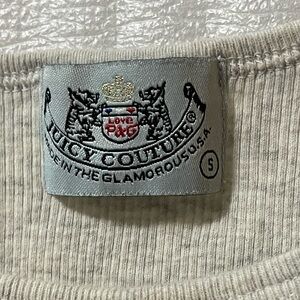 LOVE
P&G
JUICY COUTURE®
MADE IN THE GLAMOROUS U.S.A.
S